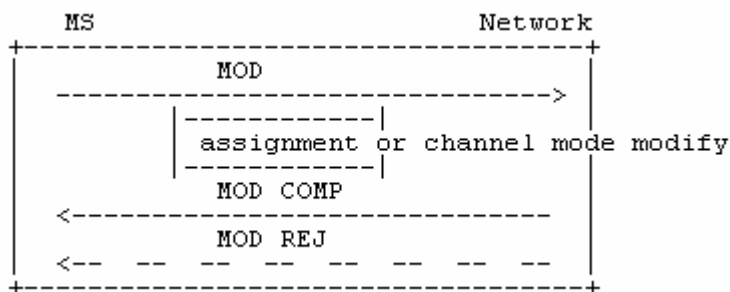 MS Network
MOD
assignment or channel mode modify
MOD COMP
MOD REJ